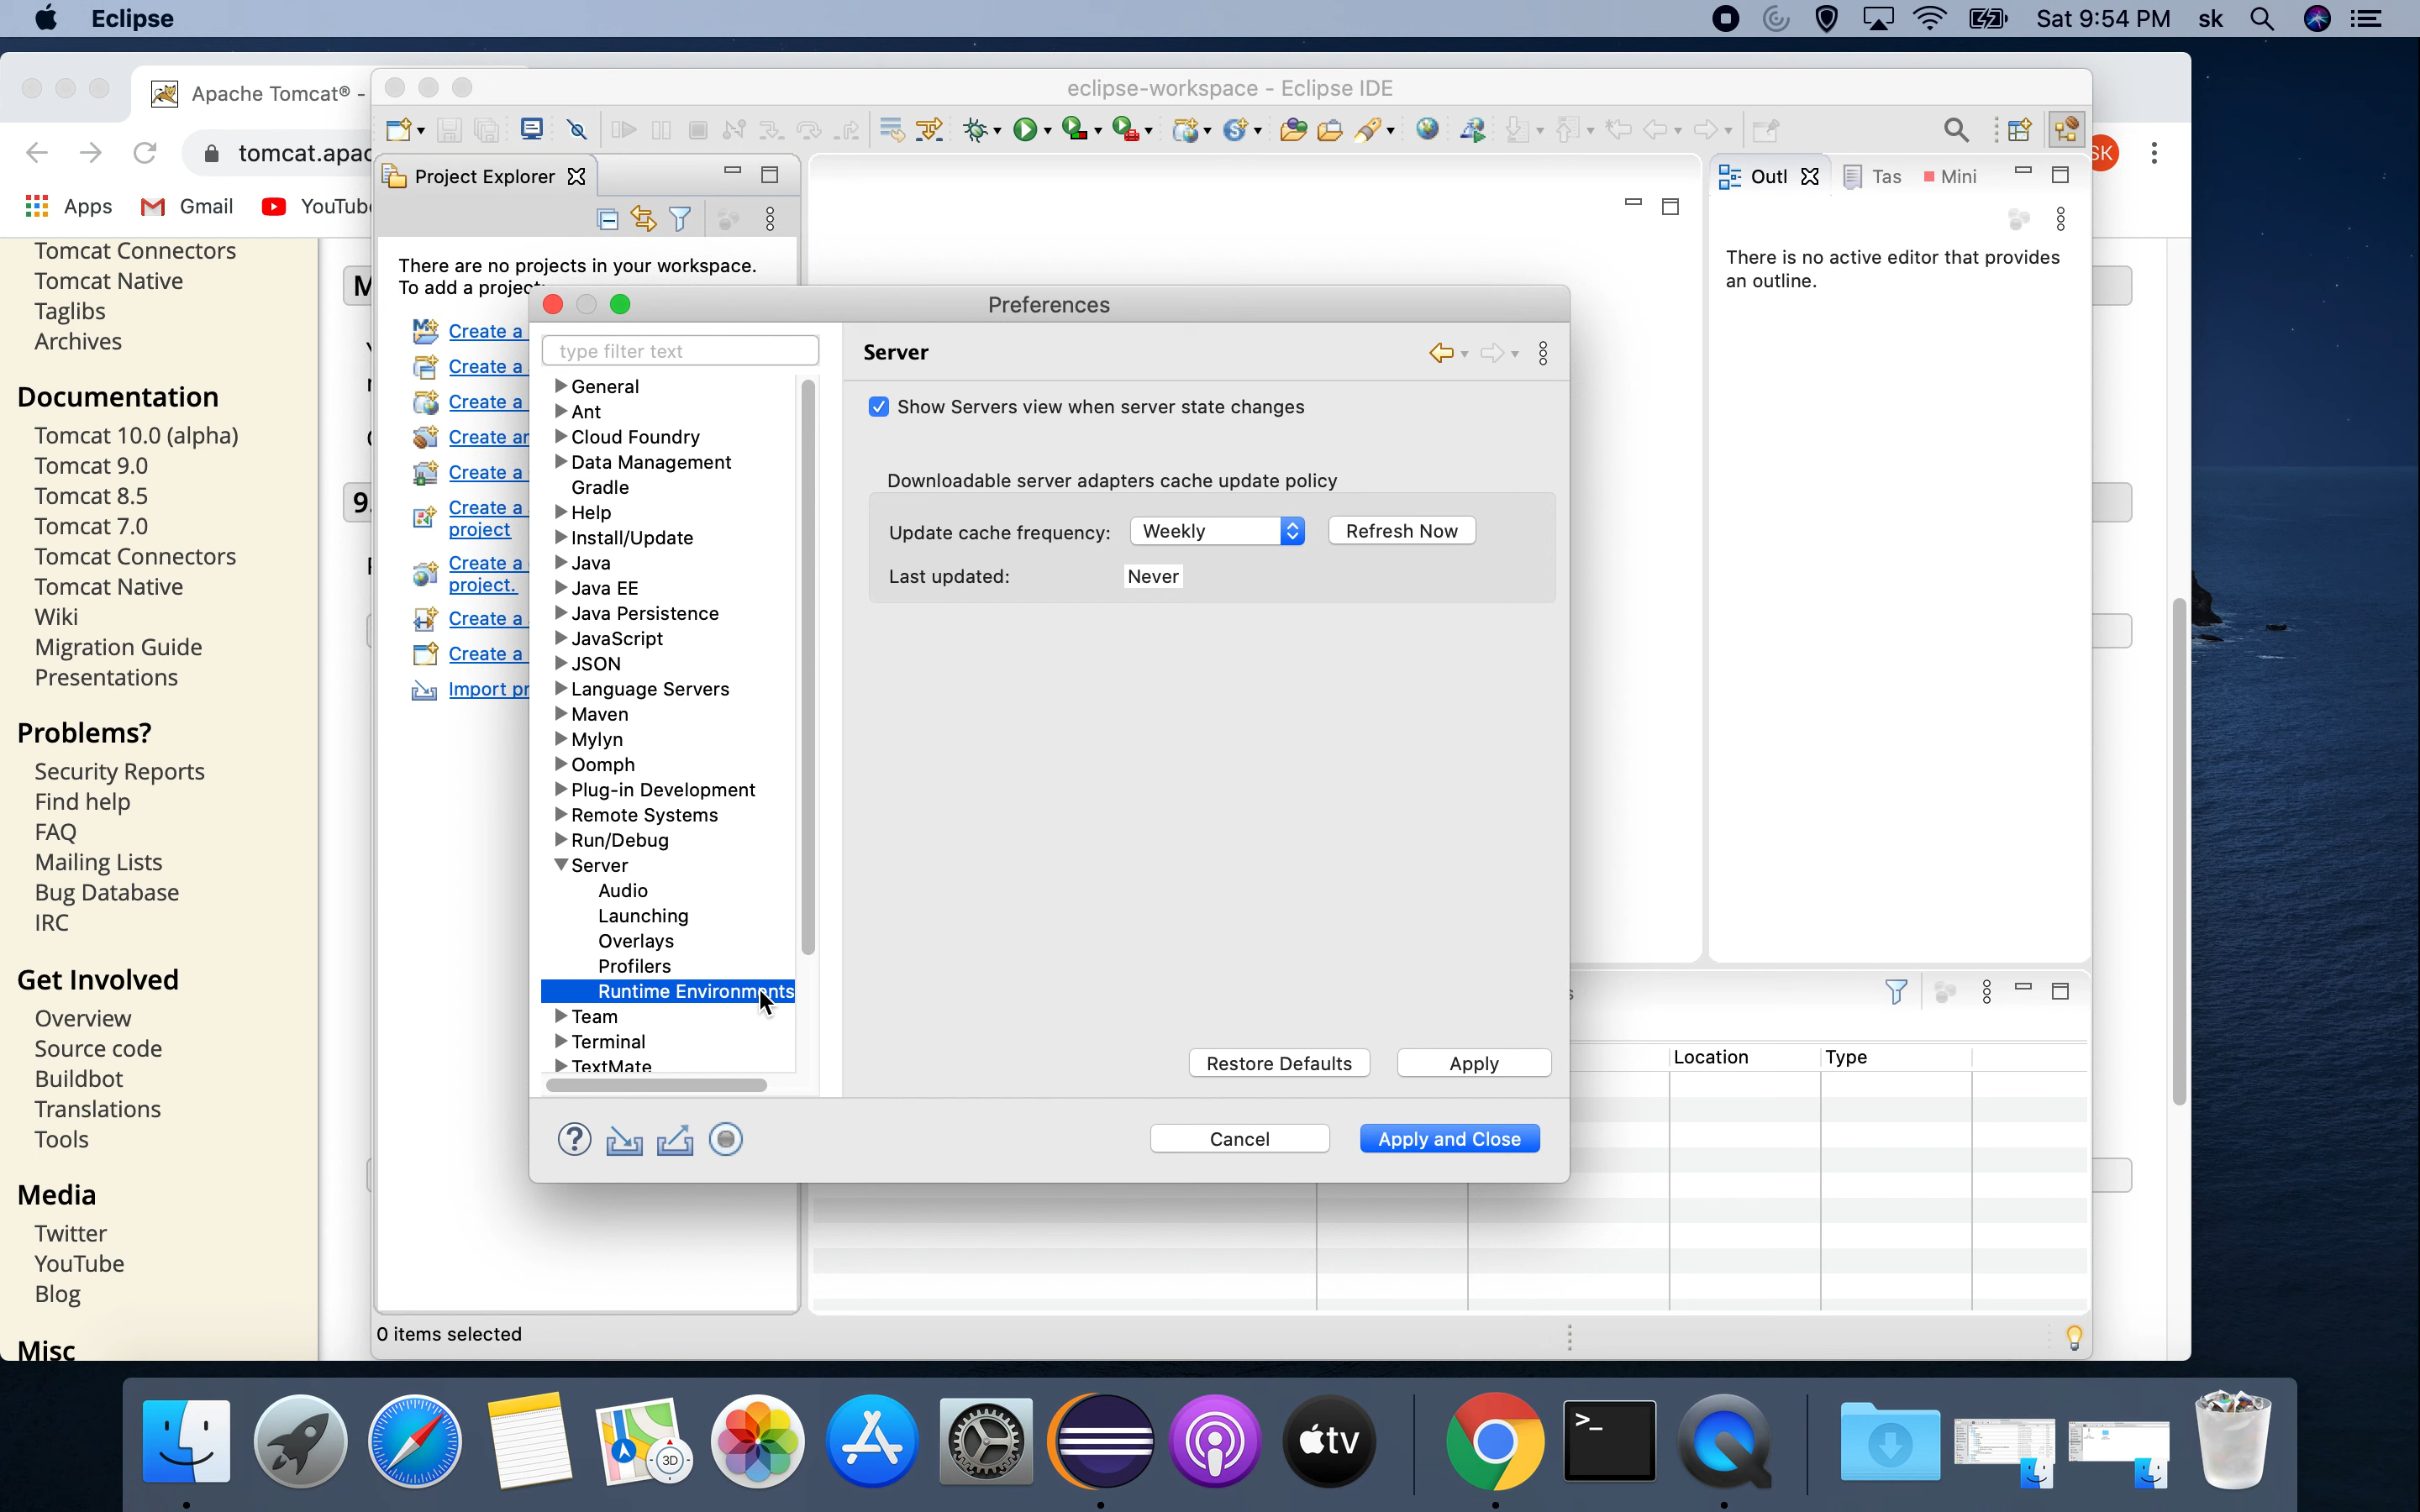 Eclipse
Sat 9:54 PM sk
Apache Tomcat® -
tomcat.apac
SK
Apps Gmail YouTube
Tomcat Connectors
Tomcat Native
Taglibs
Archives
Documentation
Tomcat 10.0 (alpha)
Tomcat 9.0
Tomcat 8.5
Tomcat 7.0
Tomcat Connectors
Tomcat Native
Wiki
Migration Guide
Presentations
Problems?
Security Reports
Find help
FAQ
Mailing Lists
Bug Database
IRC
Get Involved
Overview
Source code
Buildbot
Translations
Tools
Media
Twitter
YouTube
Blog
Misc
M
9.
eclipse-workspace - Eclipse IDE
Project Explorer
There are no projects in your workspace.
To add a project
Create a
Create a
Create a
Create an
Create a
Create a
project
Create a
project.
Create a
Create a
Import pr
0 items selected
Outl Tas Mini
There is no active editor that provides
an outline.
Preferences
type filter text
General
Ant
Cloud Foundry
Data Management
Gradle
Help
Install/Update
Java
Java EE
Java Persistence
JavaScript
JSON
Language Servers
Maven
Mylyn
Oomph
Plug-in Development
Remote Systems
Run/Debug
Server
Audio
Launching
Overlays
Profilers
Runtime Environments
Team
Terminal
TextMate
Server
Show Servers view when server state changes
Downloadable server adapters cache update policy
Update cache frequency: Weekly Refresh Now
Last updated: Never
Restore Defaults Apply
Cancel Apply and Close
s
Location Type
3D
tv
>_